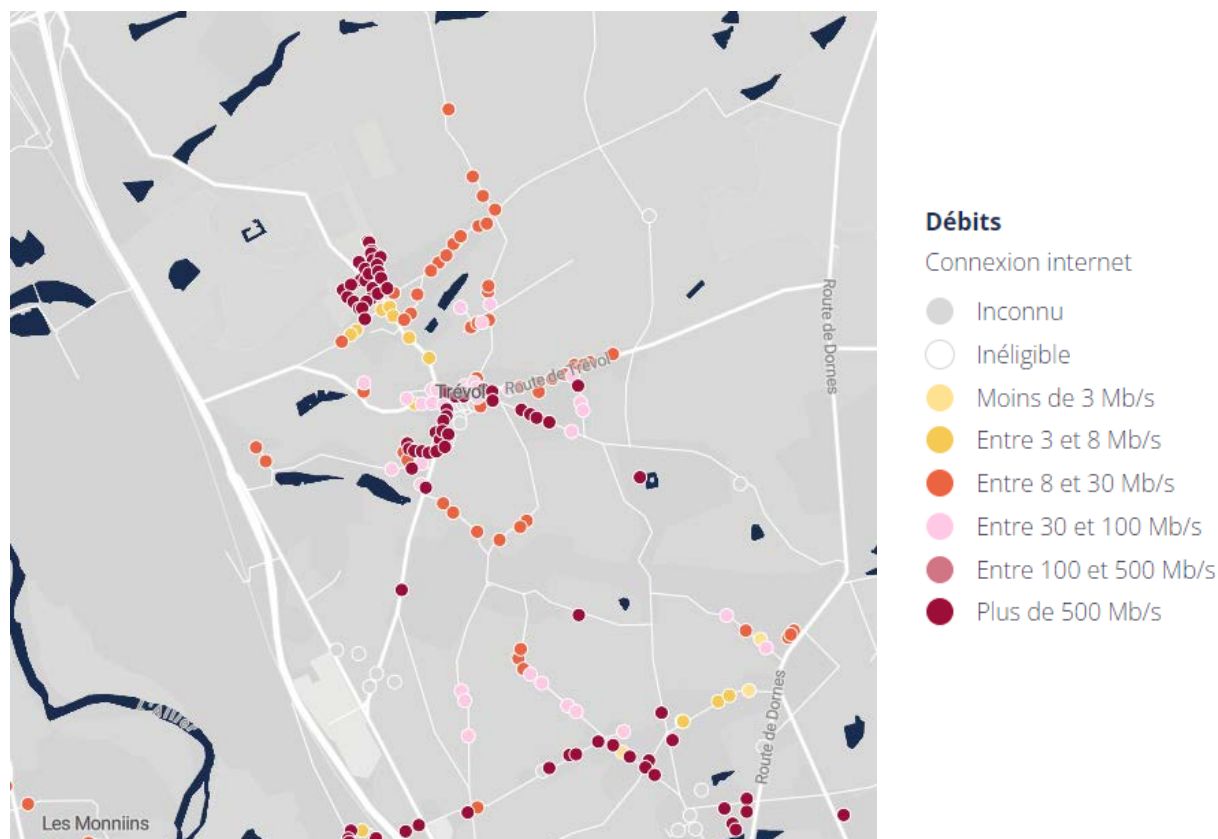 Trévol
Route de Trévol
Route de Dornes
L'Allier
Route de Dornes
Les Monniins
Débits
Connexion internet
Inconnu
Inéligible
Moins de 3 Mb/s
Entre 3 et 8 Mb/s
Entre 8 et 30 Mb/s
Entre 30 et 100 Mb/s
Entre 100 et 500 Mb/s
Plus de 500 Mb/s